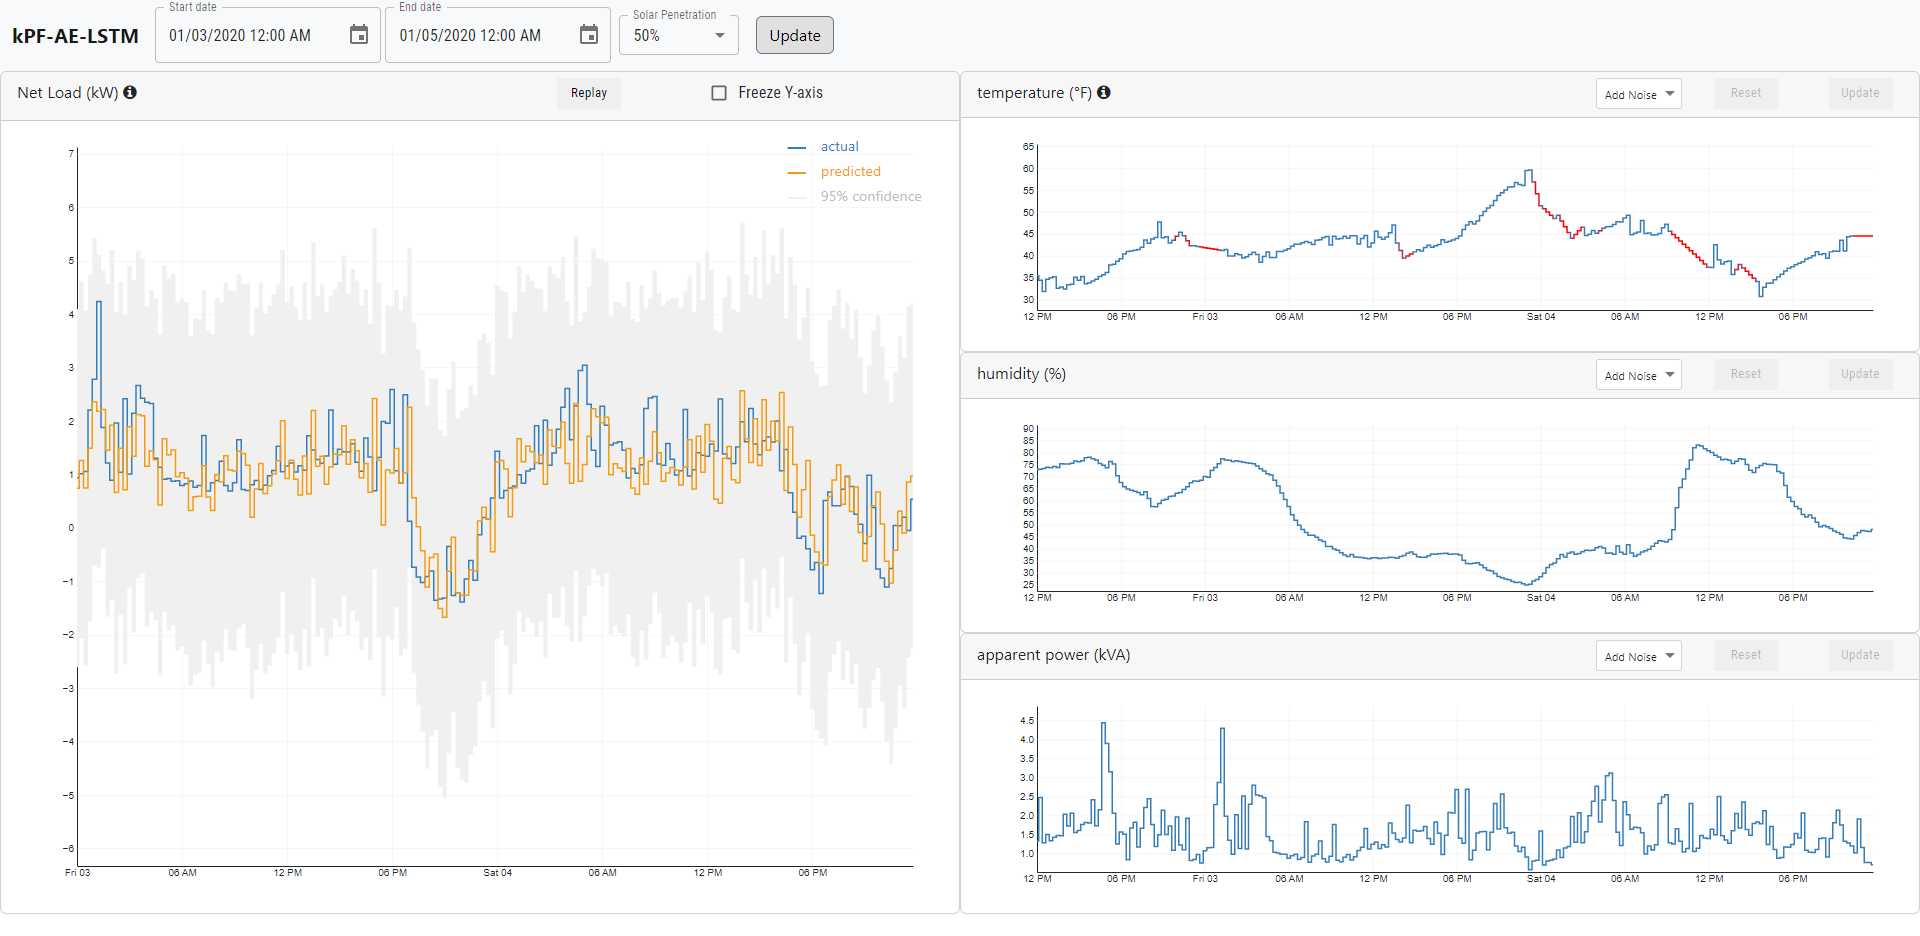 kPF-AE-LSTM
Start date
01/03/2020 12:00 AM
End date
01/05/2020 12:00 AM
Solar Penetration
50%
Update
Net Load (kW)
Replay
Freeze Y-axis
actual
predicted
95% confidence
7
6
5
4
3
2
1
0
−1
−2
−3
−4
−5
−6
Fri 03
06 AM
12 PM
06 PM
Sat 04
06 AM
12 PM
06 PM
temperature (°F)
Add Noise
Reset
Update
65
60
55
50
45
40
35
30
12 PM
06 PM
Fri 03
06 AM
12 PM
06 PM
Sat 04
06 AM
12 PM
06 PM
humidity (%)
Add Noise
Reset
Update
90
85
80
75
70
65
60
55
50
45
40
35
30
25
12 PM
06 PM
Fri 03
06 AM
12 PM
06 PM
Sat 04
06 AM
12 PM
06 PM
apparent power (kVA)
Add Noise
Reset
Update
4.5
4.0
3.5
3.0
2.5
2.0
1.5
1.0
12 PM
06 PM
Fri 03
06 AM
12 PM
06 PM
Sat 04
06 AM
12 PM
06 PM